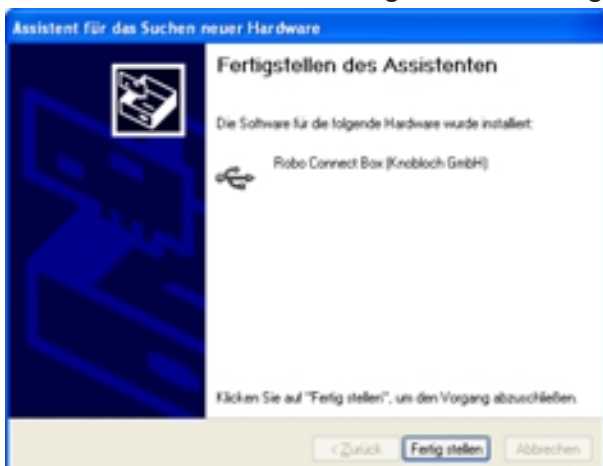 Assistent für das Suchen neuer Hardware
Fertigstellen des Assistenten
Die Software für die folgende Hardware wurde installiert:
Robo Connect Box (Knobloch GmbH)
Klicken Sie auf "Fertig stellen", um den Vorgang abzuschließen.
< Zurück
Fertig stellen
Abbrechen